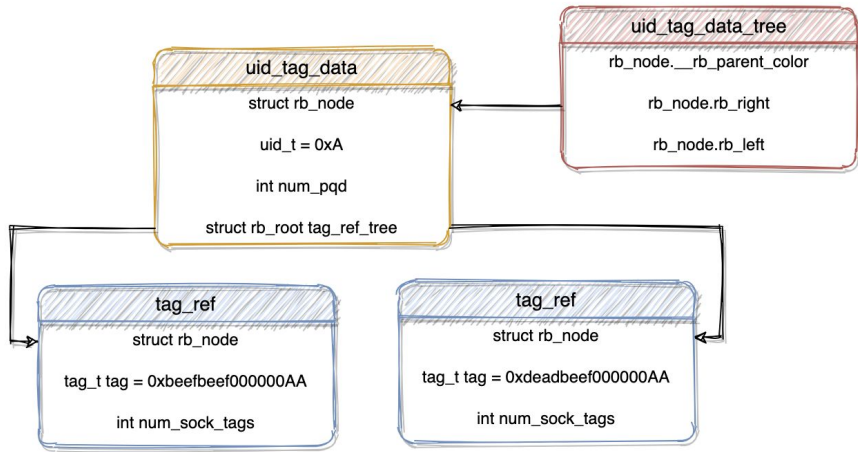 uid_tag_data_tree
rb_node.__rb_parent_color
rb_node.rb_right
rb_node.rb_left
uid_tag_data
struct rb_node
uid_t = 0xA
int num_pqd
struct rb_root tag_ref_tree
tag_ref
struct rb_node
tag_t tag = 0xbeefbeef000000AA
int num_sock_tags
tag_ref
struct rb_node
tag_t tag = 0xdeadbeef000000AA
int num_sock_tags